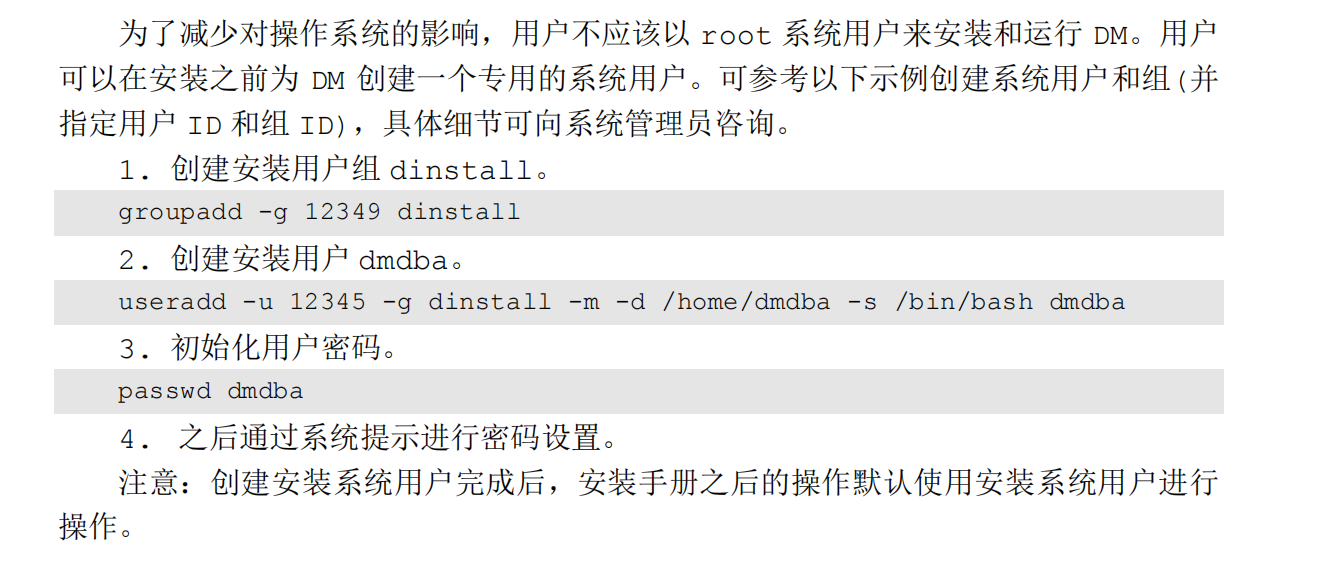 为了减少对操作系统的影响，用户不应该以 root 系统用户来安装和运行 DM。用户
可以在安装之前为 DM 创建一个专用的系统用户。可参考以下示例创建系统用户和组(并
指定用户 ID 和组 ID)，具体细节可向系统管理员咨询。
1. 创建安装用户组 dinstall。
groupadd -g 12349 dinstall
2. 创建安装用户 dmdba。
useradd -u 12345 -g dinstall -m -d /home/dmdba -s /bin/bash dmdba
3. 初始化用户密码。
passwd dmdba
4. 之后通过系统提示进行密码设置。
注意：创建安装系统用户完成后，安装手册之后的操作默认使用安装系统用户进行
操作。